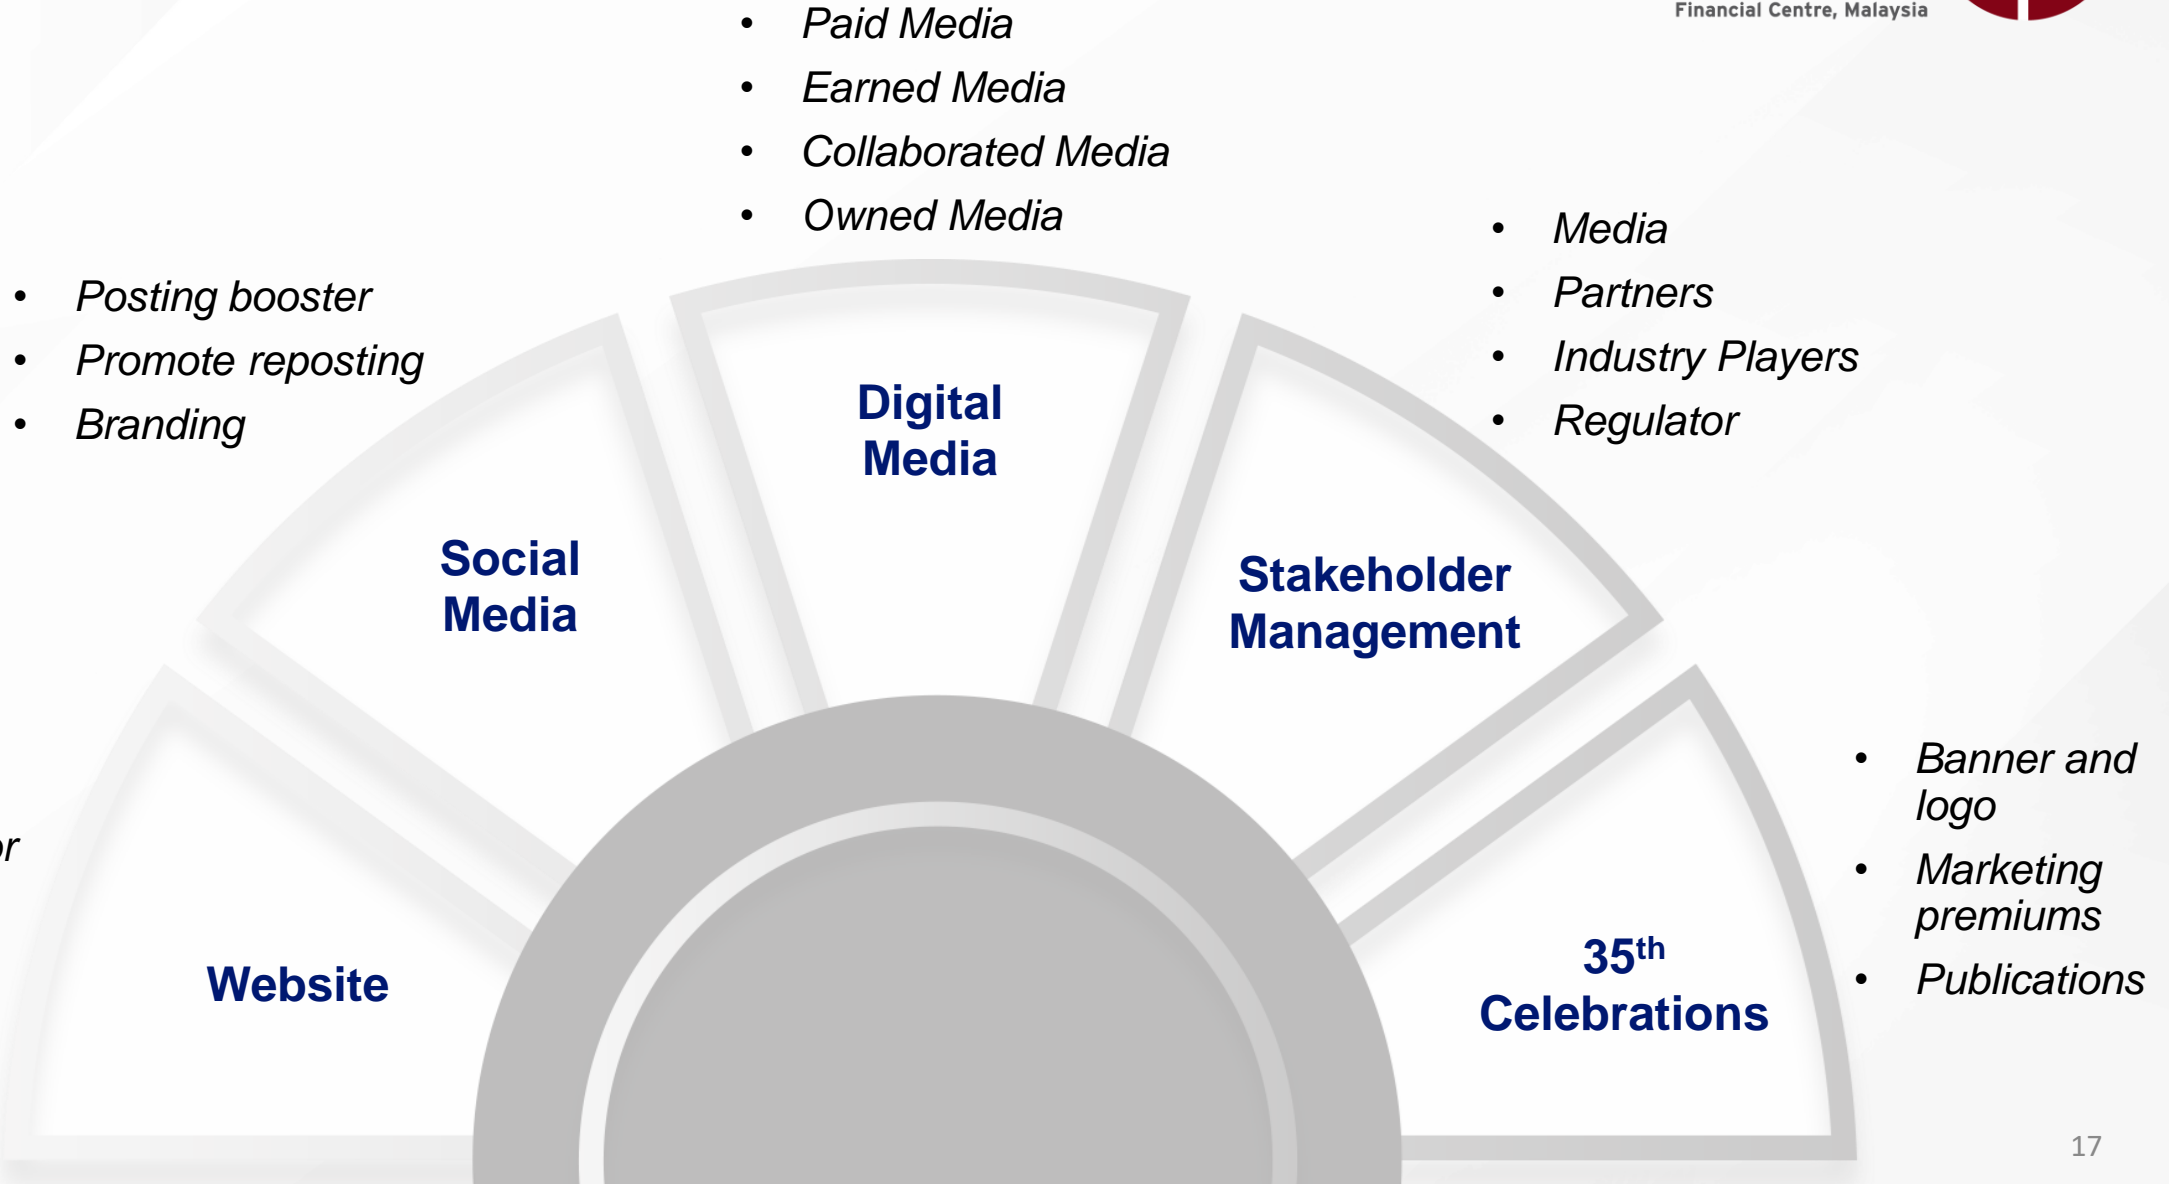 Financial Centre, Malaysia
• Paid Media
• Earned Media
• Collaborated Media
• Owned Media
• Posting booster
• Promote reposting
• Branding
• Media
• Partners
• Industry Players
• Regulator
Digital
Media
Social
Media
Stakeholder
Management
Website
35th
Celebrations
• Banner and
logo
• Marketing
premiums
• Publications
17